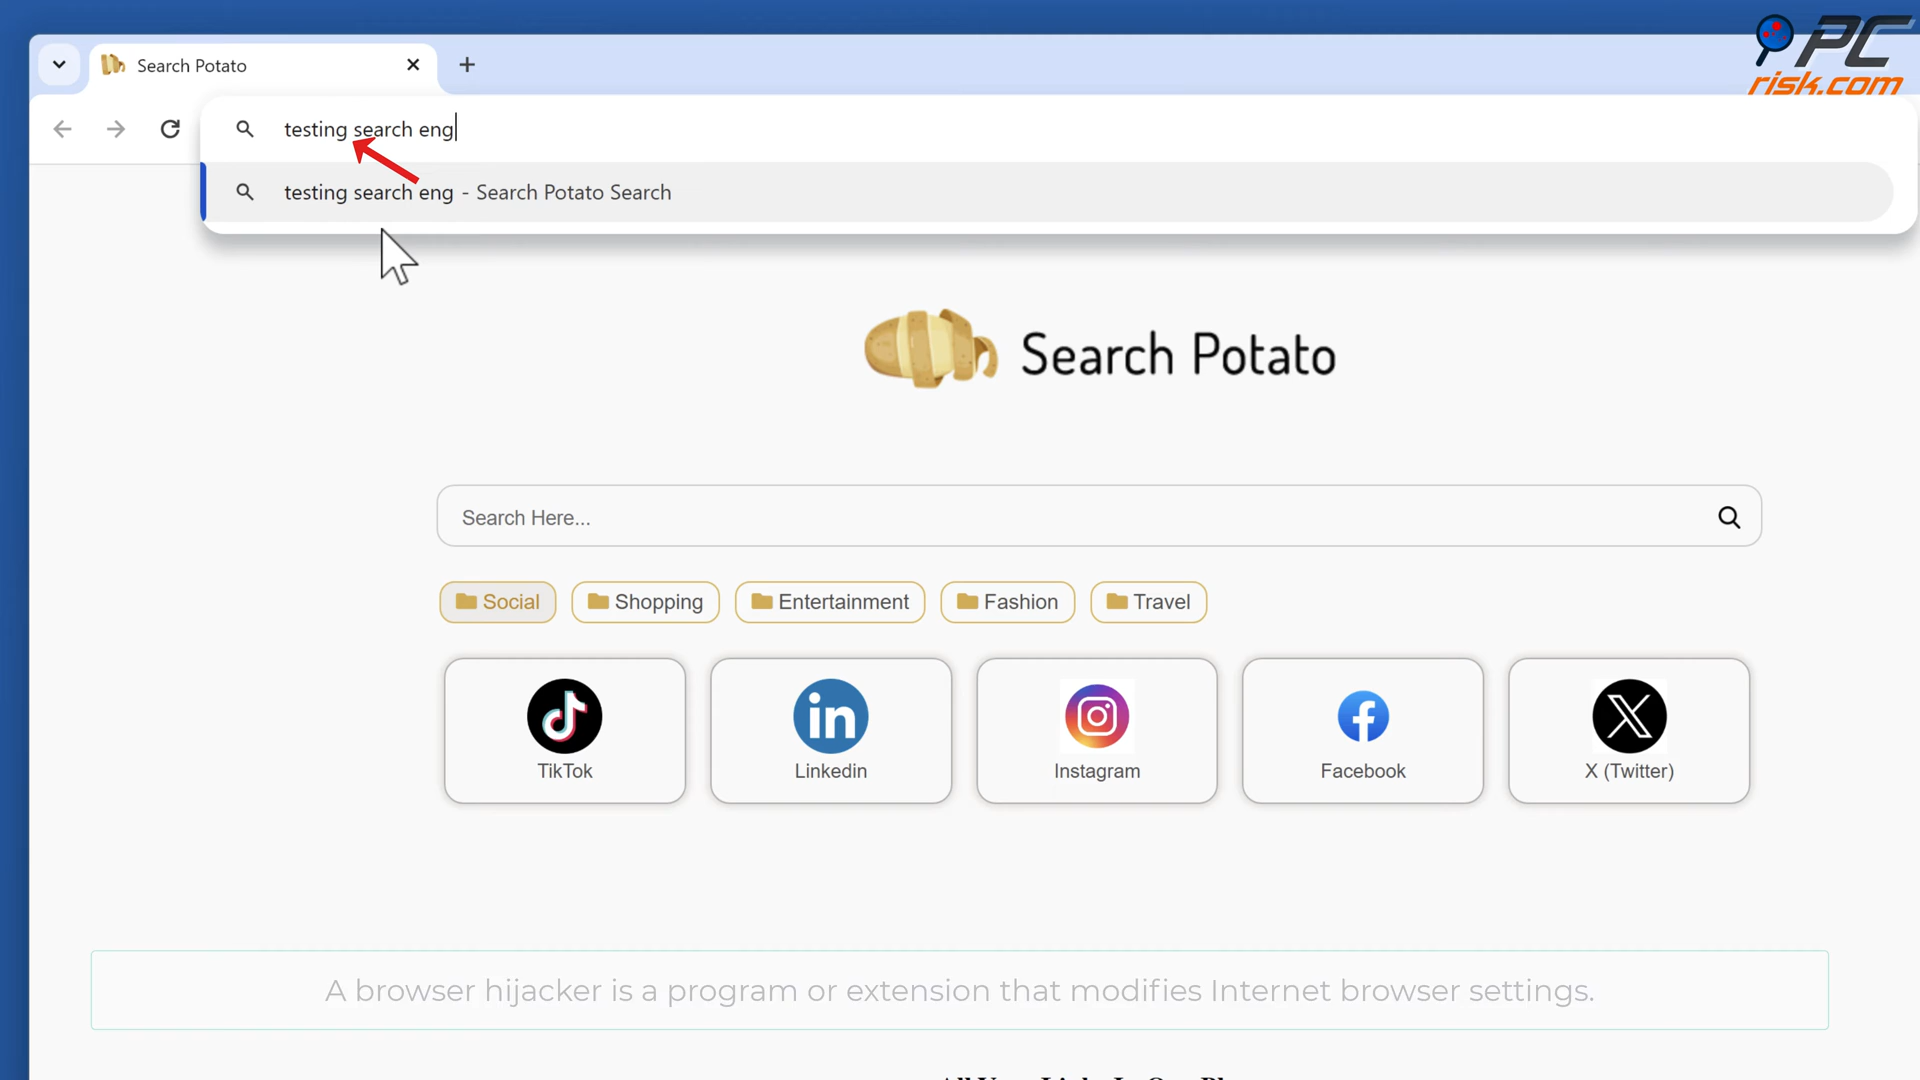 PC
risk.com
Search Potato
testing search eng
testing search eng - Search Potato Search
Search Potato
Search Here...
Social Shopping Entertainment Fashion Travel
TikTok Linkedin Instagram Facebook X (Twitter)
A browser hijacker is a program or extension that modifies Internet browser settings.